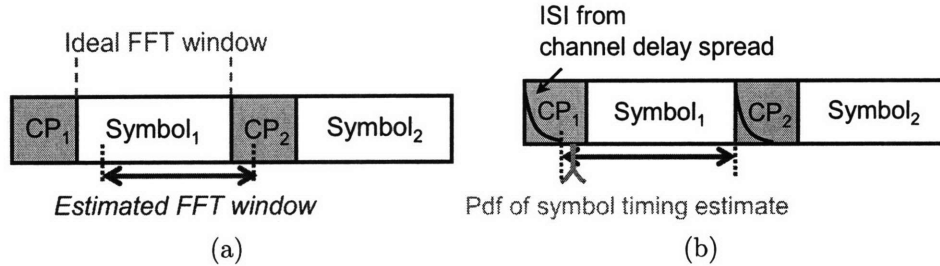 Ideal FFT window
CP₁ Symbol₁ CP₂ Symbol₂
Estimated FFT window
(a)
ISI from
channel delay spread
CP₁ Symbol₁ CP₂ Symbol₂
Pdf of symbol timing estimate
(b)